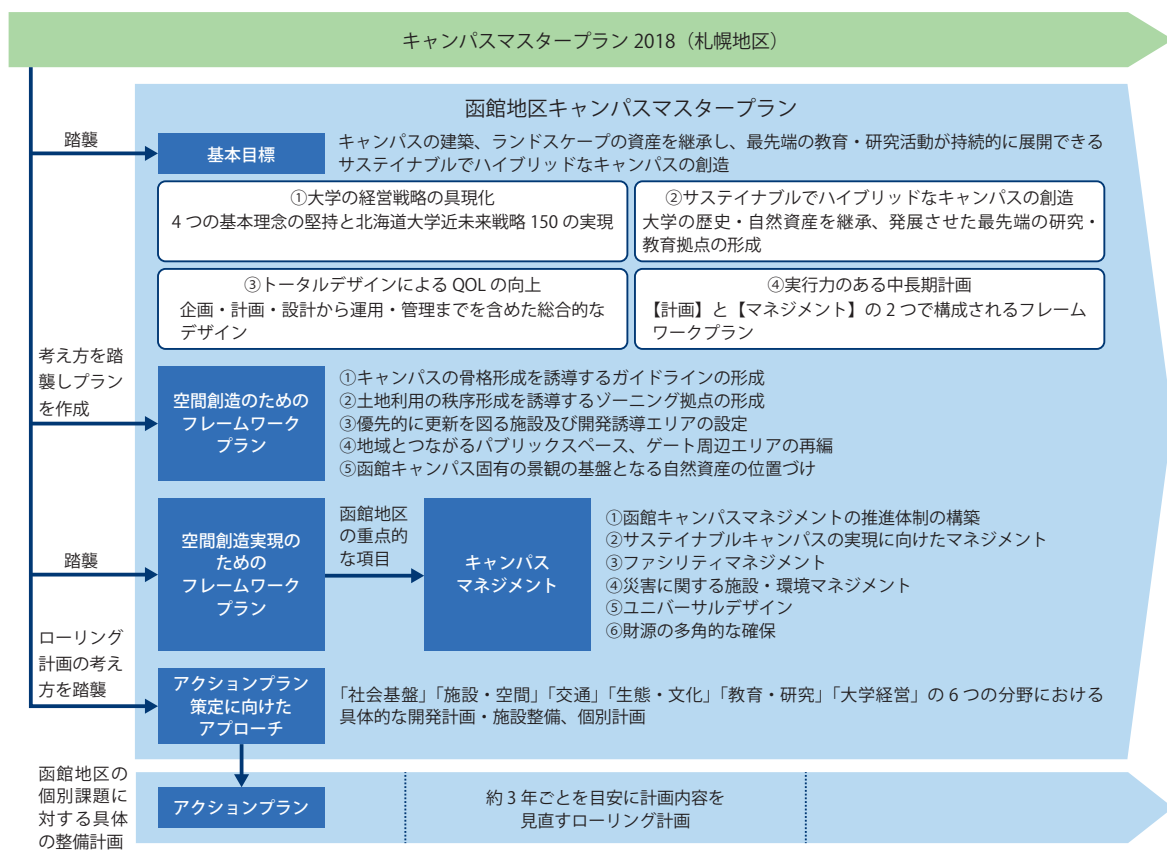 キャンパスマスタープラン 2018（札幌地区）
函館地区キャンパスマスタープラン
踏襲
基本目標
キャンパスの建築、ランドスケープの資産を継承し、最先端の教育・研究活動が持続的に展開できる
サステイナブルでハイブリッドなキャンパスの創造
①大学の経営戦略の具現化
4 つの基本理念の堅持と北海道大学近未来戦略 150 の実現
②サステイナブルでハイブリッドなキャンパスの創造
大学の歴史・自然資産を継承、発展させた最先端の研究・
教育拠点の形成
③トータルデザインによる QOL の向上
企画・計画・設計から運用・管理までを含めた総合的な
デザイン
④実行力のある中長期計画
【計画】と【マネジメント】の 2 つで構成されるフレーム
ワークプラン
考え方を踏
襲しプラン
を作成
空間創造のための
フレームワーク
プラン
①キャンパスの骨格形成を誘導するガイドラインの形成
②土地利用の秩序形成を誘導するゾーニング拠点の形成
③優先的に更新を図る施設及び開発誘導エリアの設定
④地域とつながるパブリックスペース、ゲート周辺エリアの再編
⑤函館キャンパス固有の景観の基盤となる自然資産の位置づけ
踏襲
空間創造実現の
ための
フレームワーク
プラン
函館地区
の重点的
な項目
キャンパス
マネジメント
①函館キャンパスマネジメントの推進体制の構築
②サステイナブルキャンパスの実現に向けたマネジメント
③ファシリティマネジメント
④災害に関する施設・環境マネジメント
⑤ユニバーサルデザイン
⑥財源の多角的な確保
ローリング
計画の考え
方を踏襲
アクションプラン
策定に向けた
アプローチ
「社会基盤」「施設・空間」「交通」「生態・文化」「教育・研究」「大学経営」の 6 つの分野における
具体的な開発計画・施設整備、個別計画
函館地区の
個別課題に
対する具体
の整備計画
アクションプラン
約 3 年ごとを目安に計画内容を
見直すローリング計画